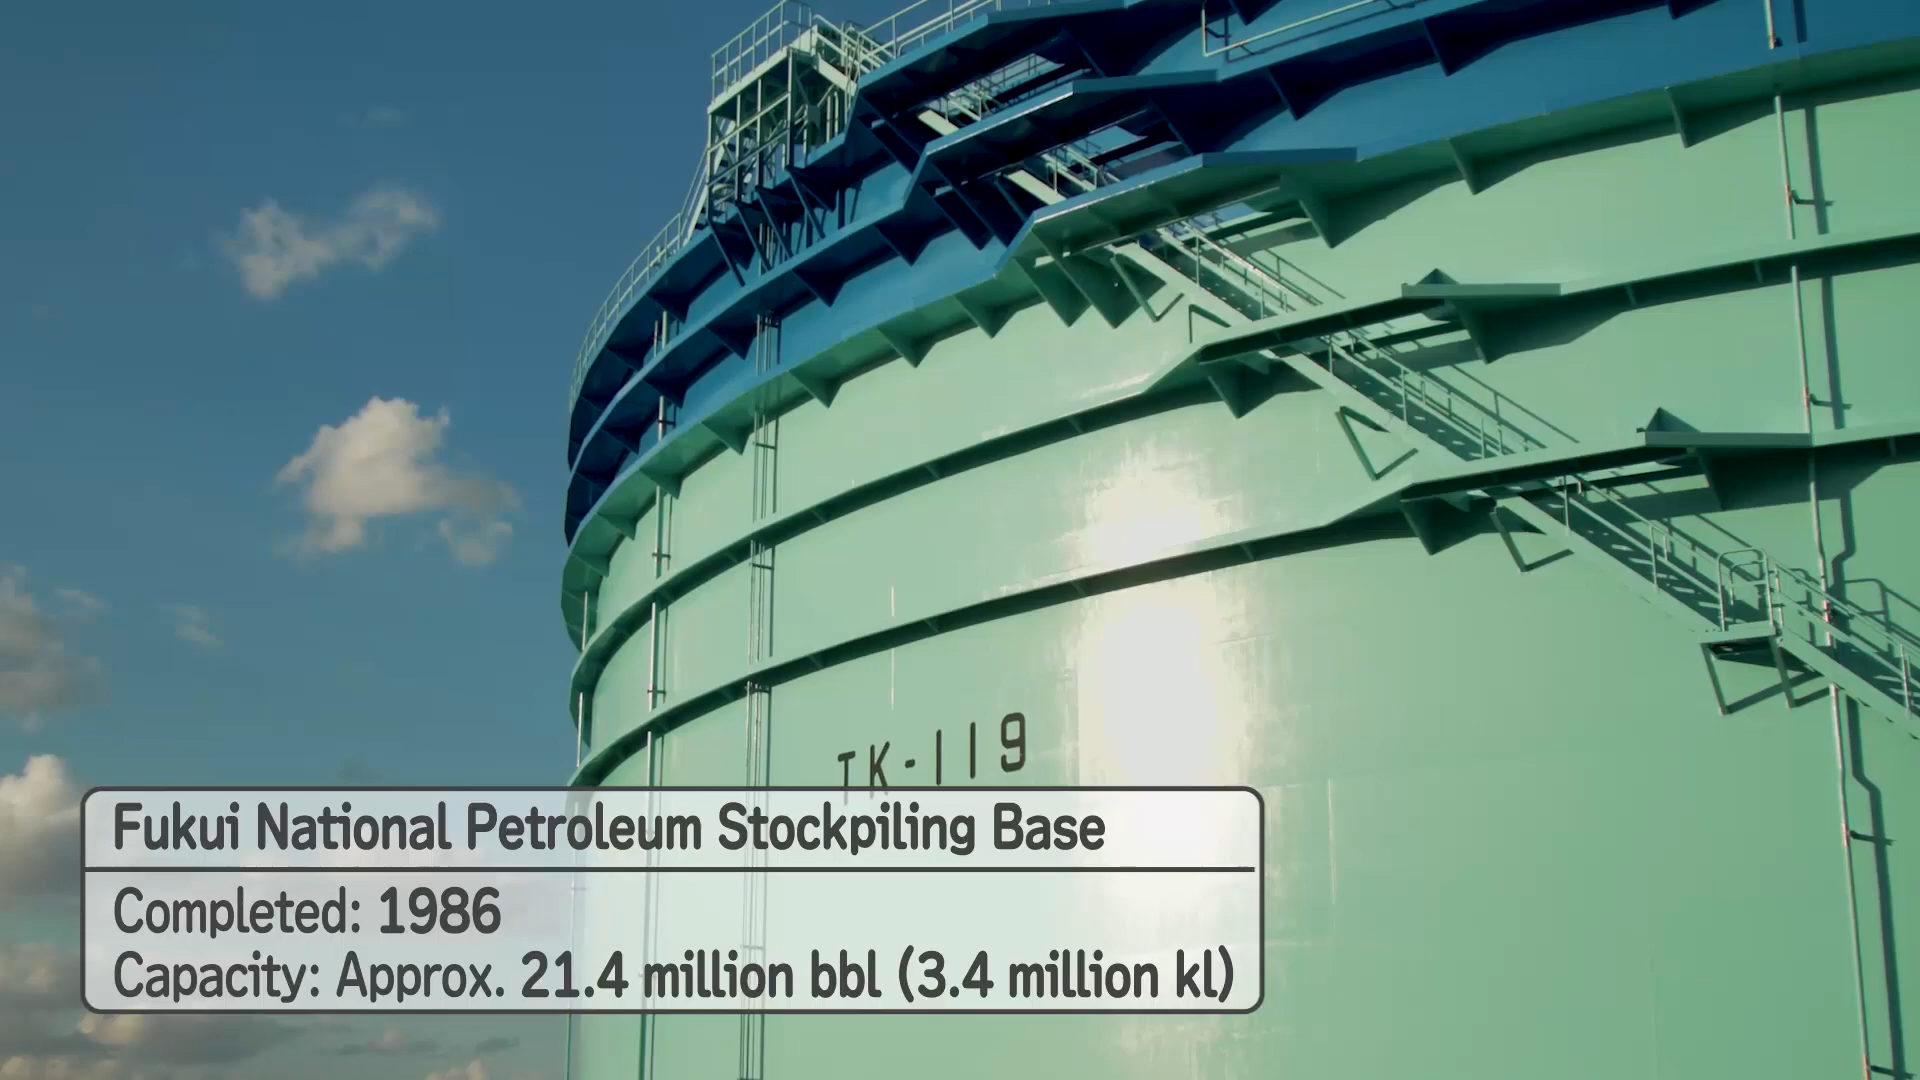 TK-119
Fukui National Petroleum Stockpiling Base
Completed: 1986
Capacity: Approx. 21.4 million bbl (3.4 million kl)